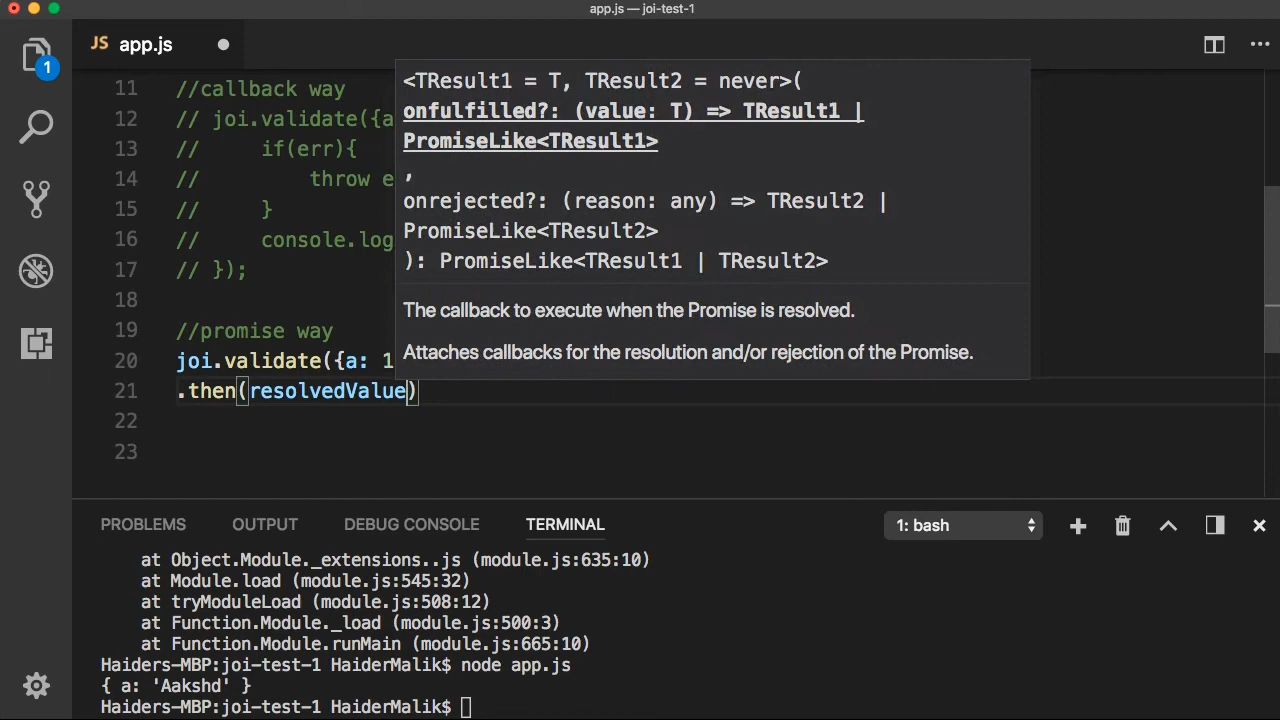 app.js — joi-test-1
JS app.js
1
11 //callback way
12 // joi.validate({a
13 // if(err){
14 // throw e
15 // }
16 // console.log
17 // });
18
19 //promise way
20 joi.validate({a: 1
21 .then(resolvedValue)
22
23
<TResult1 = T, TResult2 = never>(
onfulfilled?: (value: T) => TResult1 |
PromiseLike<TResult1>
,
onrejected?: (reason: any) => TResult2 |
PromiseLike<TResult2>
): PromiseLike<TResult1 | TResult2>
The callback to execute when the Promise is resolved.
Attaches callbacks for the resolution and/or rejection of the Promise.
PROBLEMS OUTPUT DEBUG CONSOLE TERMINAL 1: bash
at Object.Module._extensions..js (module.js:635:10)
at Module.load (module.js:545:32)
at tryModuleLoad (module.js:508:12)
at Function.Module._load (module.js:500:3)
at Function.Module.runMain (module.js:665:10)
Haiders-MBP:joi-test-1 HaiderMalik$ node app.js
{ a: 'Aakshd' }
Haiders-MBP:joi-test-1 HaiderMalik$